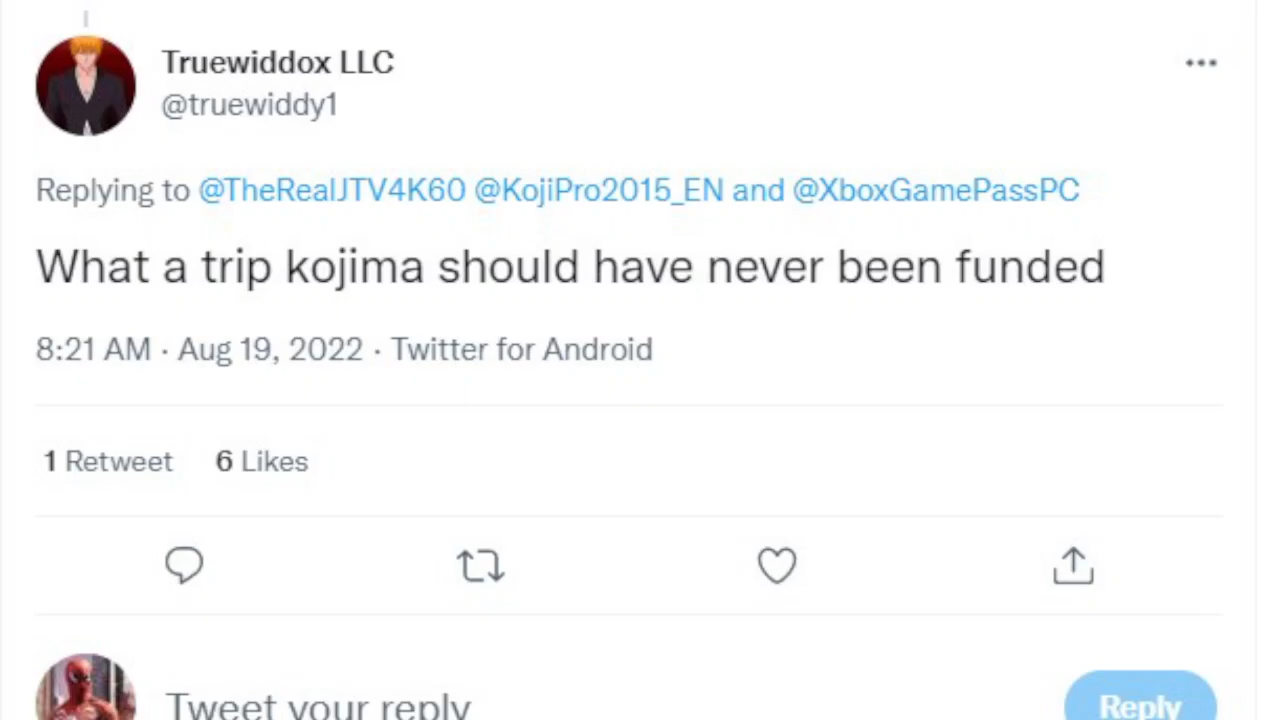 Truewiddox LLC
@truewiddy1
Replying to @TheRealJTV4K60 @KojiPro2015_EN and @XboxGamePassPC
What a trip kojima should have never been funded
8:21 AM · Aug 19, 2022 · Twitter for Android
1 Retweet 6 Likes
Tweet your reply Reply